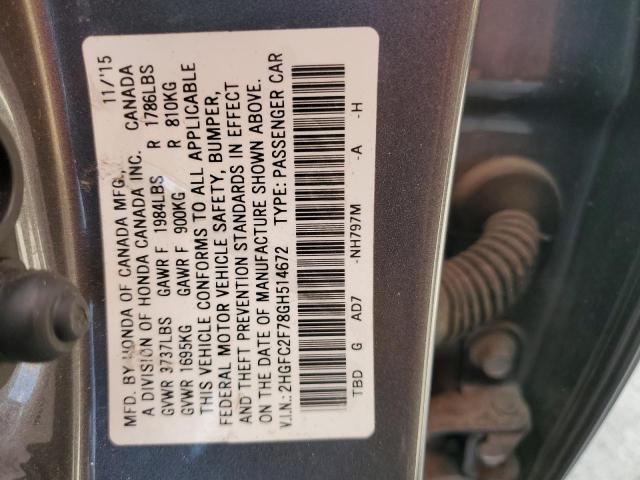 MFD. BY HONDA OF CANADA MFG., 11/'15
A DIVISION OF HONDA CANADA INC. CANADA
GVWR 3737LBS GAWR F 1984LBS R 1786LBS
GVWR 1695KG GAWR F 900KG R 810KG
THIS VEHICLE CONFORMS TO ALL APPLICABLE
FEDERAL MOTOR VEHICLE SAFETY, BUMPER,
AND THEFT PREVENTION STANDARDS IN EFFECT
ON THE DATE OF MANUFACTURE SHOWN ABOVE.
V.I.N.: 2HGFC2F78GH514672 TYPE: PASSENGER CAR
TBD G AD7 -NH797M -A -H